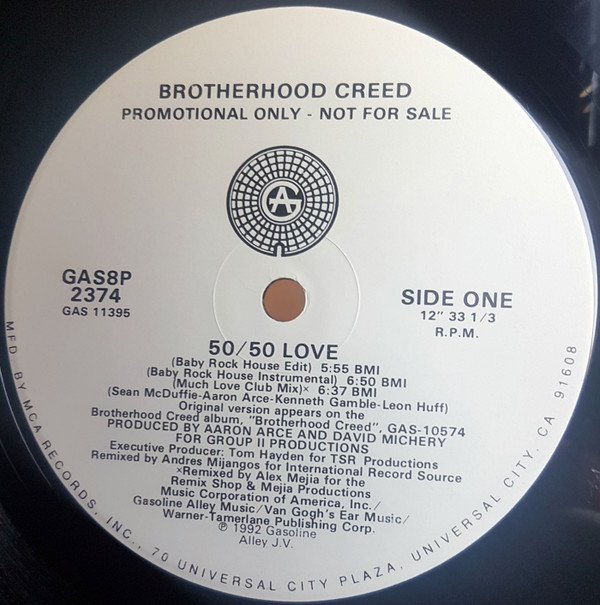 BROTHERHOOD CREED
PROMOTIONAL ONLY - NOT FOR SALE
GA
GAS8P
2374
GAS 11395
SIDE ONE
12" 33 1/3
R.P.M.
50/50 LOVE
(Baby Rock House Edit) 5:55 BMI
(Baby Rock House Instrumental) 6:50 BMI
(Much Love Club Mix)× 6:37 BMI
(Sean McDuffie-Aaron Arce-Kenneth Gamble-Leon Huff)
Original version appears on the
Brotherhood Creed album, "Brotherhood Creed", GAS-10574
PRODUCED BY AARON ARCE AND DAVID MICHERY
FOR GROUP II PRODUCTIONS
Executive Producer: Tom Hayden for TSR Productions
Remixed by Andres Mijangos for International Record Source
×Remixed by Alex Mejia for the
Remix Shop & Mejia Productions
Music Corporation of America, Inc./
Gasoline Alley Music/Van Gogh's Ear Music/
Warner-Tamerlane Publishing Corp.
℗ 1992 Gasoline
Alley J.V.
MFD. BY MCA RECORDS, INC., 70 UNIVERSAL CITY PLAZA, UNIVERSAL CITY, CA 91608